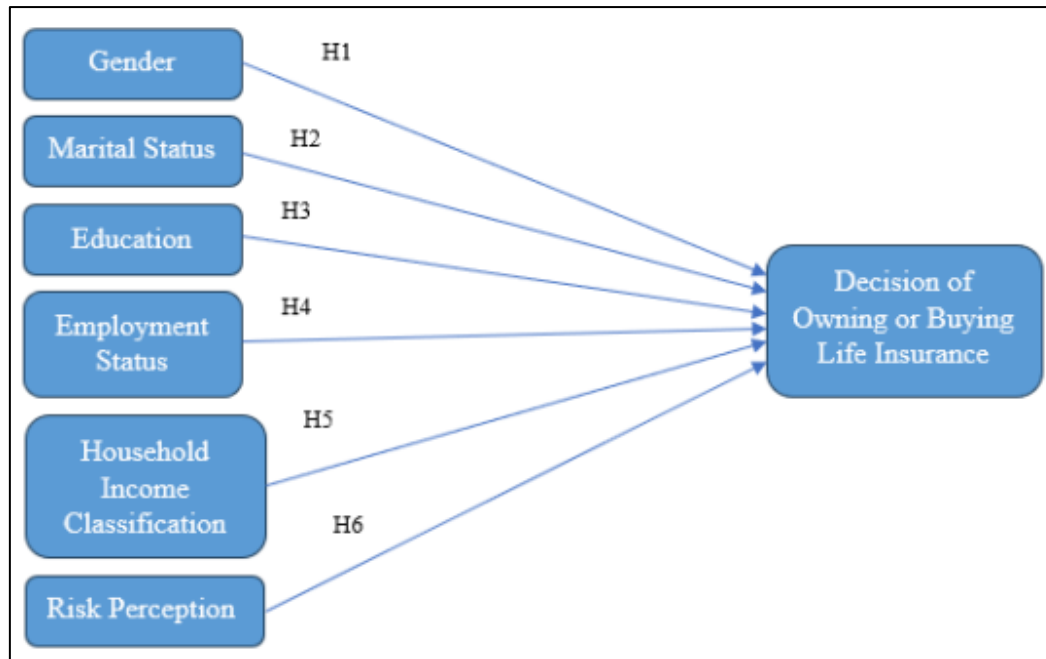 Gender
H1
Marital Status
H2
Education
H3
Employment
Status
H4
Household
Income
Classification
H5
Risk Perception
H6
Decision of
Owning or Buying
Life Insurance